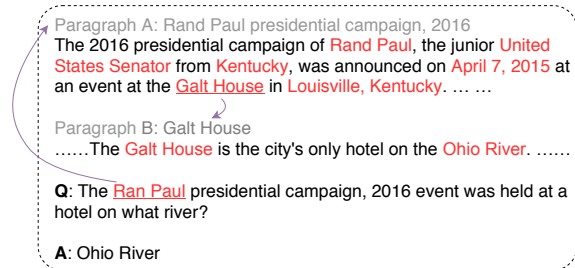 Paragraph A: Rand Paul presidential campaign, 2016
The 2016 presidential campaign of Rand Paul, the junior United
States Senator from Kentucky, was announced on April 7, 2015 at
an event at the Galt House in Louisville, Kentucky. … …
Paragraph B: Galt House
……The Galt House is the city's only hotel on the Ohio River. ……
Q: The Ran Paul presidential campaign, 2016 event was held at a
hotel on what river?
A: Ohio River